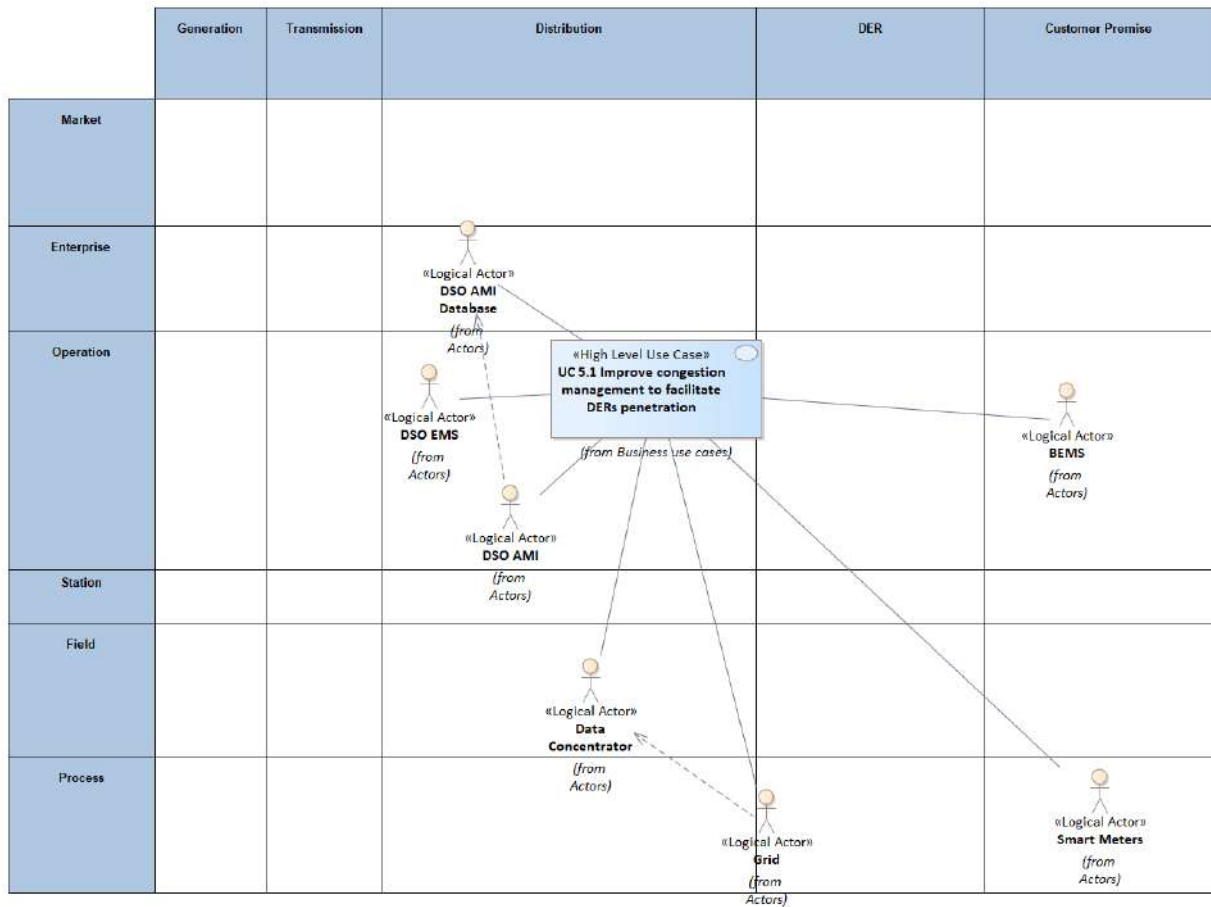 Generation
Transmission
Distribution
DER
Customer Premise
Market
Enterprise
«Logical Actor»
DSO AMI
Database
(from
Actors)
Operation
«High Level Use Case»
UC 5.1 Improve congestion
management to facilitate
DERs penetration
(from Business use cases)
«Logical Actor»
DSO EMS
(from
Actors)
«Logical Actor»
BEMS
(from
Actors)
«Logical Actor»
DSO AMI
(from
Actors)
Station
Field
«Logical Actor»
Data
Concentrator
(from
Actors)
Process
«Logical Actor»
Grid
(from
Actors)
«Logical Actor»
Smart Meters
(from
Actors)